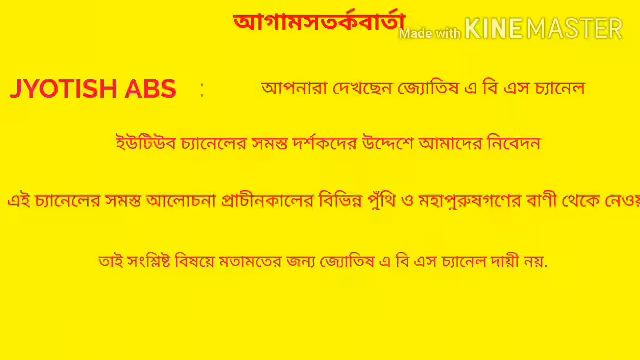 আগামসতর্কবার্তা
Made with KINEMASTER
JYOTISH ABS : আপনারা দেখছেন জ্যোতিষ এ বি এস চ্যানেল
ইউটিউব চ্যানেলের সমস্ত দর্শকদের উদ্দেশে আমাদের নিবেদন
এই চ্যানেলের সমস্ত আলোচনা প্রাচীনকালের বিভিন্ন পুঁথি ও মহাপুরুষগণের বাণী থেকে
তাই সংশ্লিষ্ট বিষয়ে মতামতের জন্য জ্যোতিষ এ বি এস চ্যানেল দায়ী নয়.